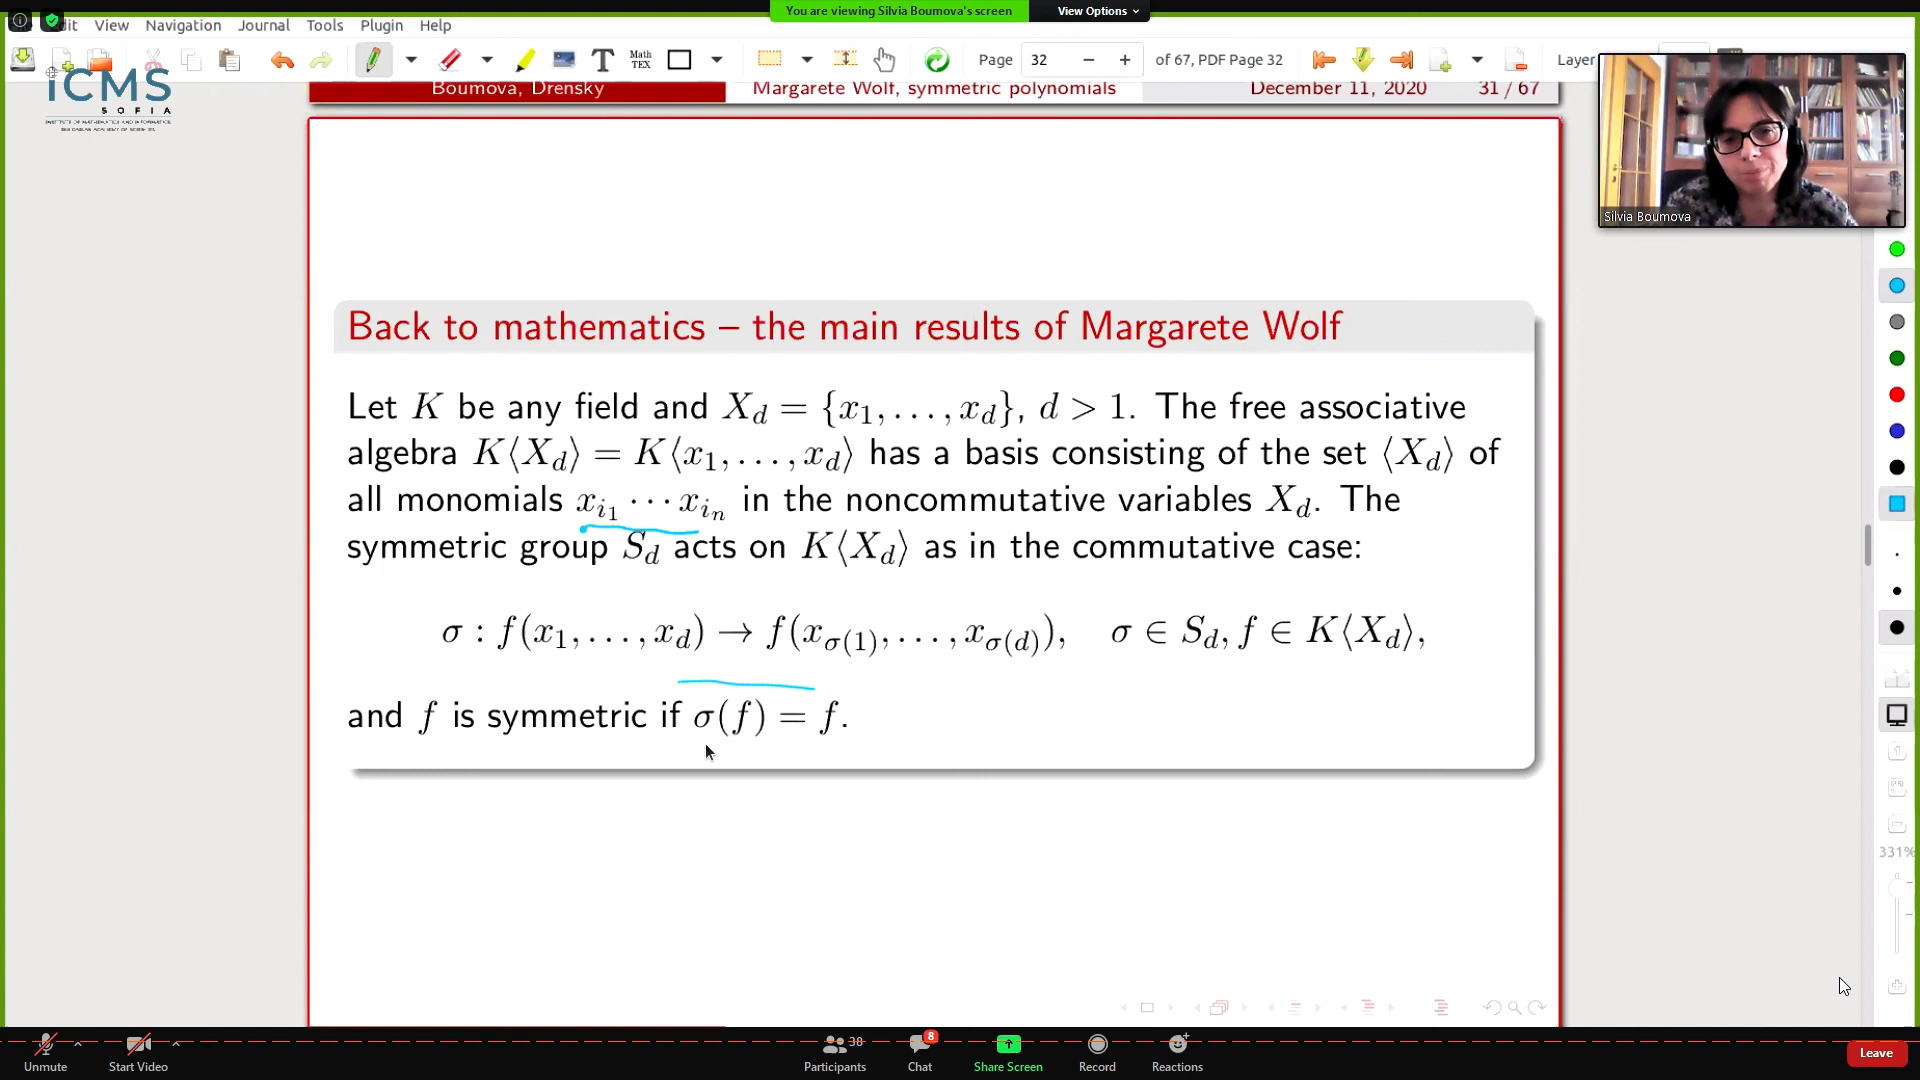 You are viewing Silvia Boumova's screen
View Options
View
Navigation
Journal
Tools
Plugin
Help
Math
TEX
Page 32 of 67, PDF Page 32
Layer
iCMS
SOFIA
Boumova, Drensky
Margarete Wolf, symmetric polynomials
December 11, 2020
31 / 67
Silvia Boumova
Back to mathematics – the main results of Margarete Wolf
Let K be any field and X_d = {x_1, . . . , x_d}, d > 1. The free associative
algebra K⟨X_d⟩ = K⟨x_1, . . . , x_d⟩ has a basis consisting of the set ⟨X_d⟩ of
all monomials x_{i_1} · · · x_{i_n} in the noncommutative variables X_d. The
symmetric group S_d acts on K⟨X_d⟩ as in the commutative case:
σ : f(x_1, . . . , x_d) → f(x_{σ(1)}, . . . , x_{σ(d)}), σ ∈ S_d, f ∈ K⟨X_d⟩,
and f is symmetric if σ(f) = f.
331%
Unmute
Start Video
38
Participants
8
Chat
Share Screen
Record
Reactions
Leave